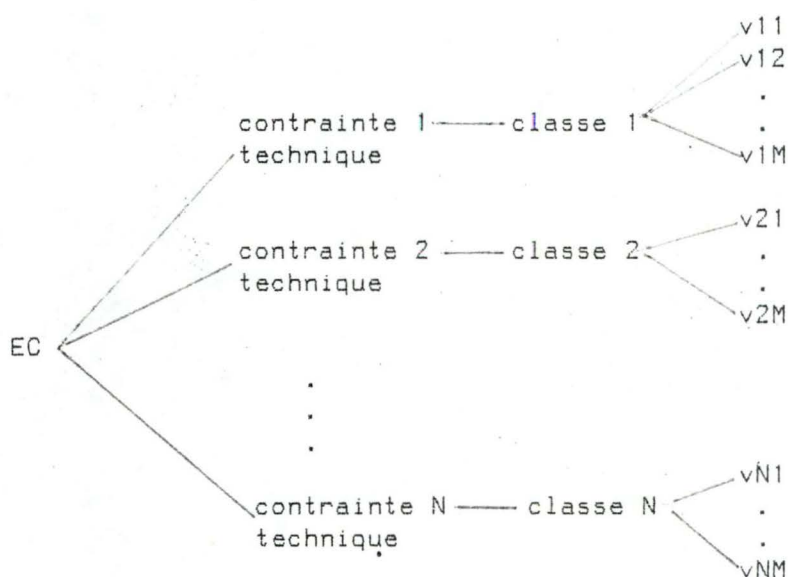 v11
v12
.
contrainte 1 classe 1 .
technique v1M
v21
contrainte 2 classe 2 .
technique .
v2M
EC
.
.
.
vN1
contrainte N classe N .
technique .
vNM